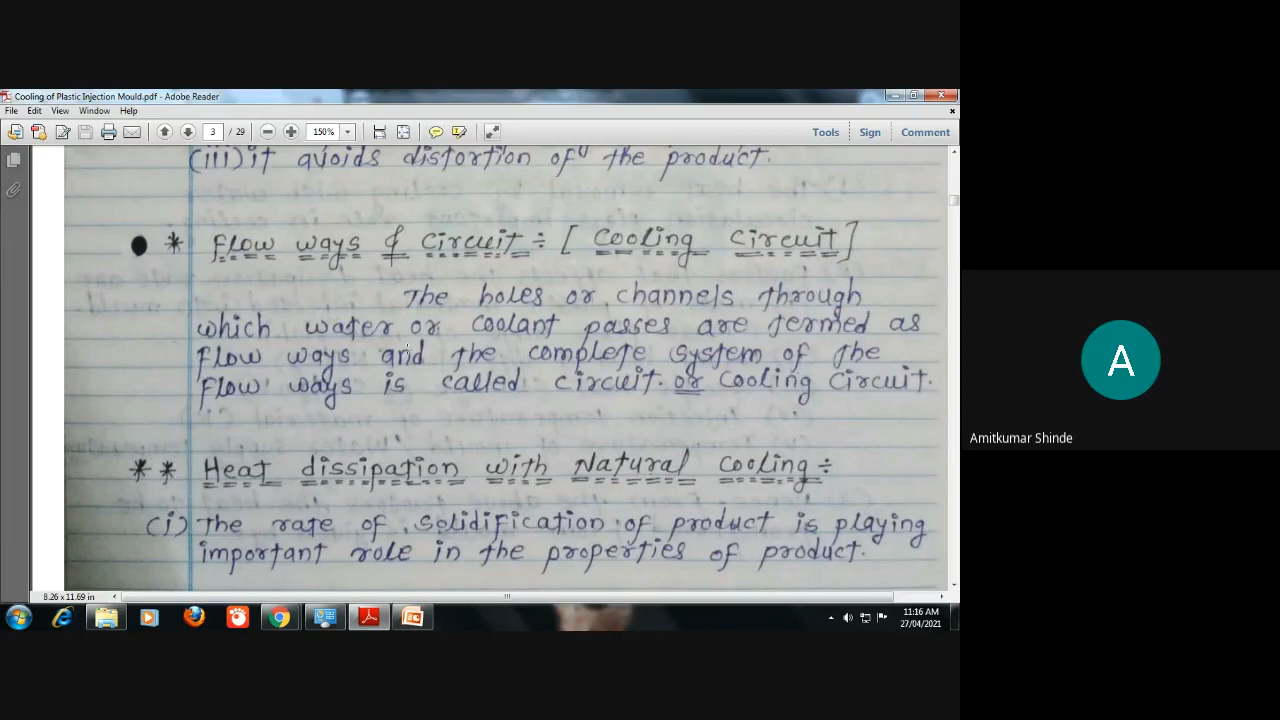 Cooling of Plastic Injection Mould.pdf - Adobe Reader
File Edit View Window Help
3 / 29 150% Tools Sign Comment
(iii) it avoids distortion of the product.
* Flow ways & Circuit ÷ [ Cooling Circuit ]
The holes or channels through
which water or coolant passes are termed as
flow ways and the complete system of the
flow ways is called circuit. or Cooling Circuit.
** Heat dissipation with Natural Cooling ÷
(i) The rate of solidification of product is playing
important role in the properties of product.
8.26 x 11.69 in
11:16 AM
27/04/2021
A
Amitkumar Shinde